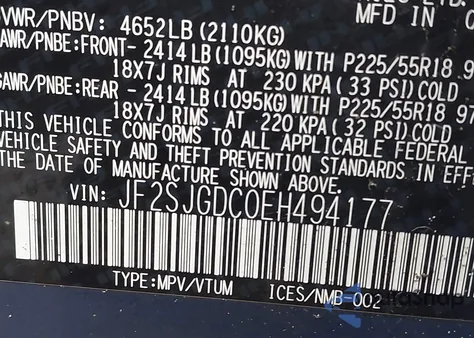 MFD IN
GVWR/PNBV: 4652LB (2110KG)
GAWR/PNBE: FRONT- 2414 LB (1095KG) WITH P225/55R18
18X7J RIMS AT 230 KPA (33 PSI) COLD
GAWR/PNBE: REAR - 2414 LB (1095KG) WITH P225/55R18 97
18X7J RIMS AT 220 KPA (32 PSI) COLD
THIS VEHICLE CONFORMS TO ALL APPLICABLE FEDERAL
VEHICLE SAFETY AND THEFT PREVENTION STANDARDS IN EFF
THE DATE OF MANUFACTURE SHOWN ABOVE.
VIN: JF2SJGDC0EH494177
TYPE:MPV/VTUM ICES/NMB-002